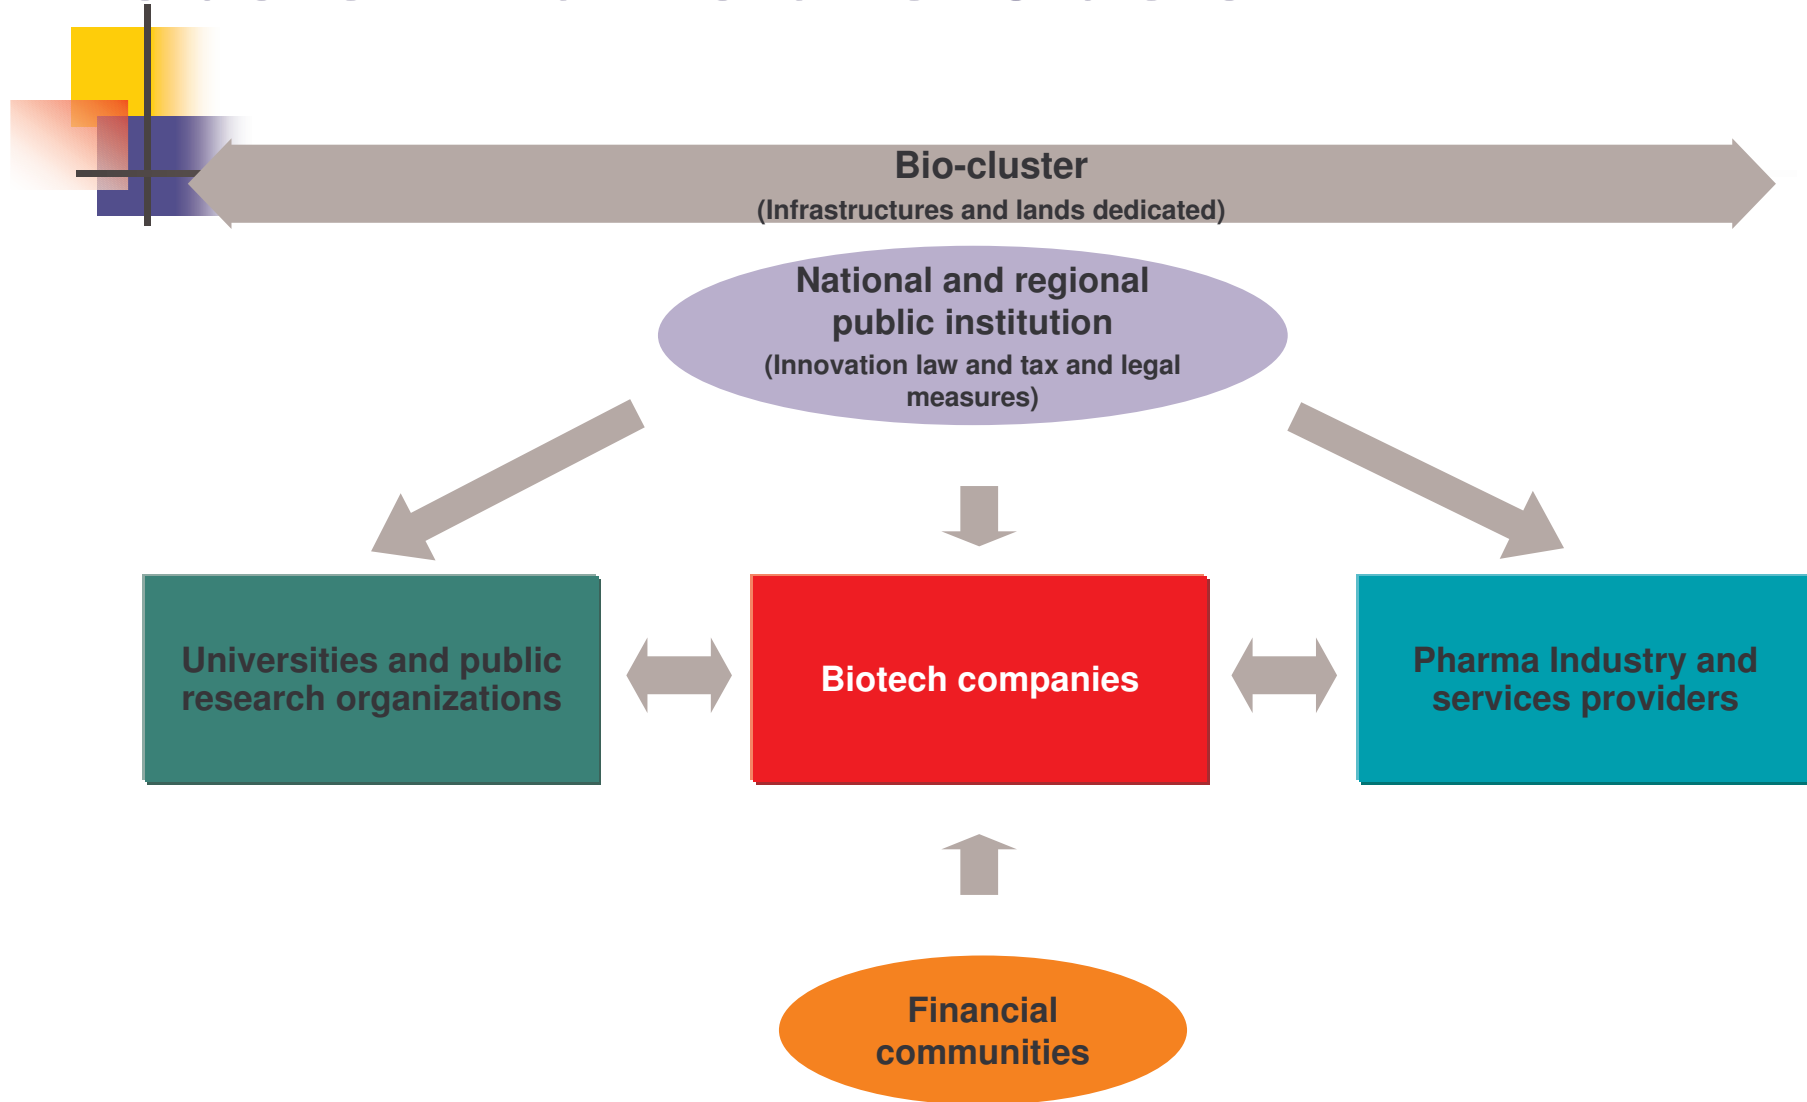 Bio-cluster
(Infrastructures and lands dedicated)
National and regional
public institution
(Innovation law and tax and legal
measures)
Universities and public
research organizations
Biotech companies
Pharma Industry and
services providers
Financial
communities